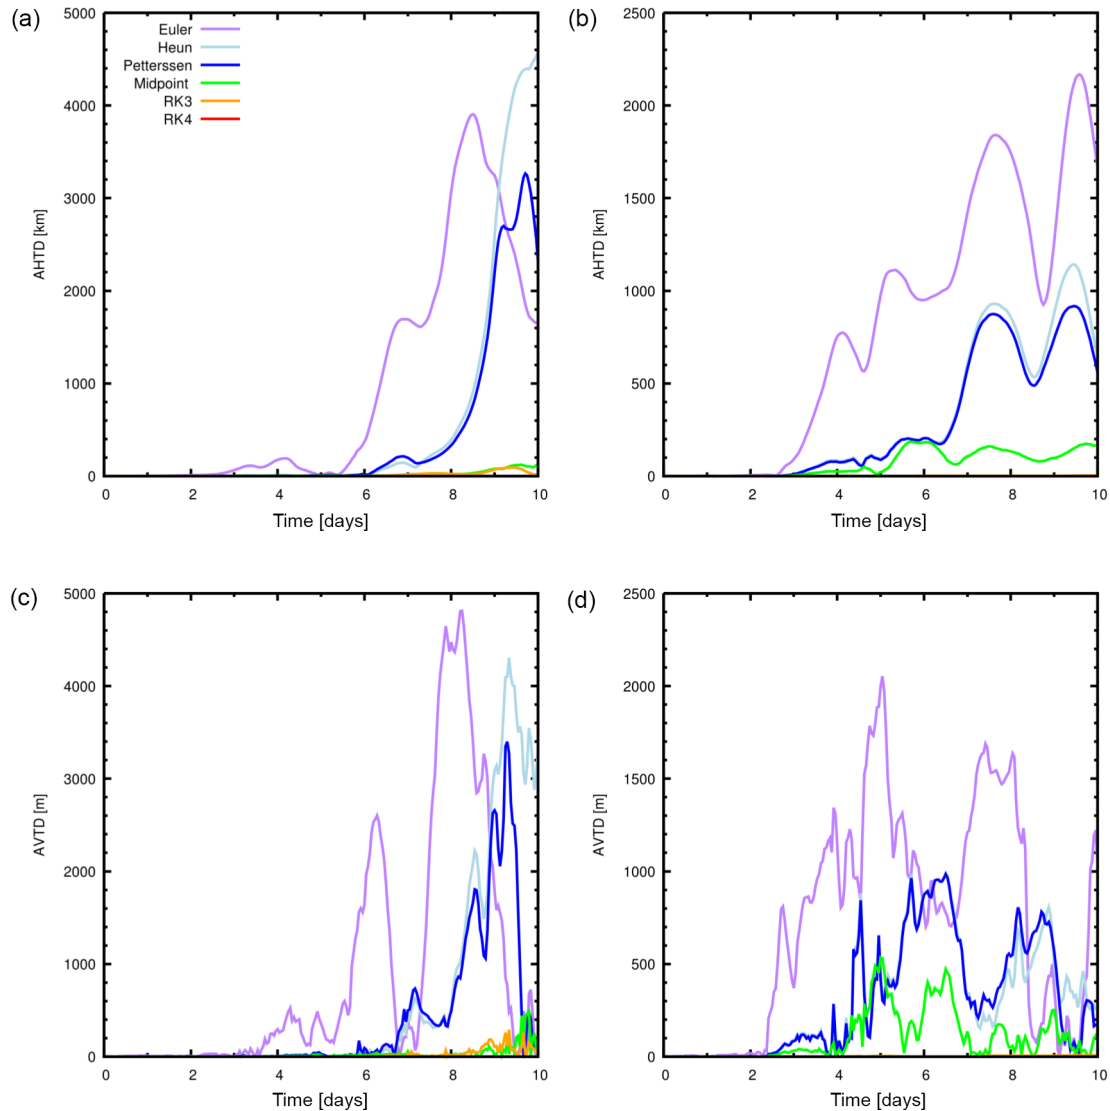 (a)
5000
4000
3000
2000
1000
0
AHTD [km]
Euler
Heun
Petterssen
Midpoint
RK3
RK4
0 2 4 6 8 10
Time [days]
(b)
2500
2000
1500
1000
500
0
AHTD [km]
0 2 4 6 8 10
Time [days]
(c)
5000
4000
3000
2000
1000
0
AVTD [m]
0 2 4 6 8 10
Time [days]
(d)
2500
2000
1500
1000
500
0
AVTD [m]
0 2 4 6 8 10
Time [days]